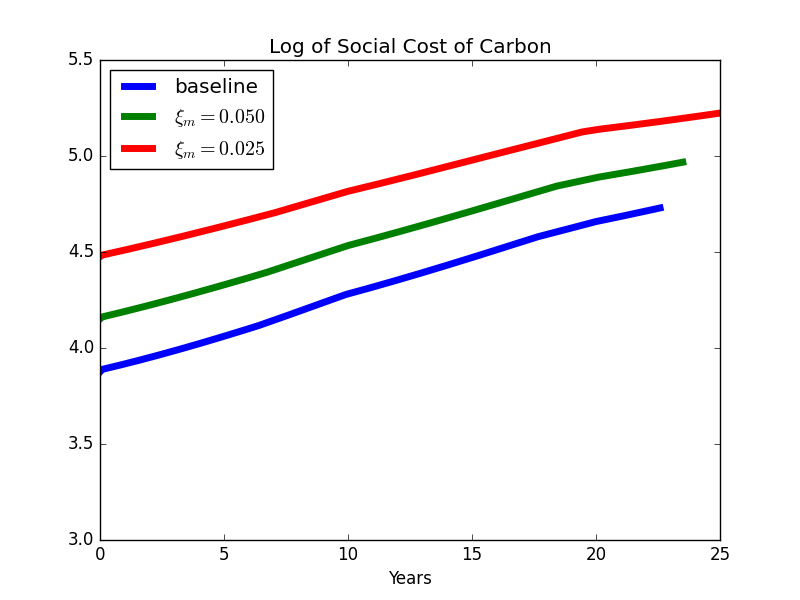 Log of Social Cost of Carbon
5.5
5.0
4.5
4.0
3.5
3.0
baseline
ξₘ = 0.050
ξₘ = 0.025
0 5 10 15 20 25
Years